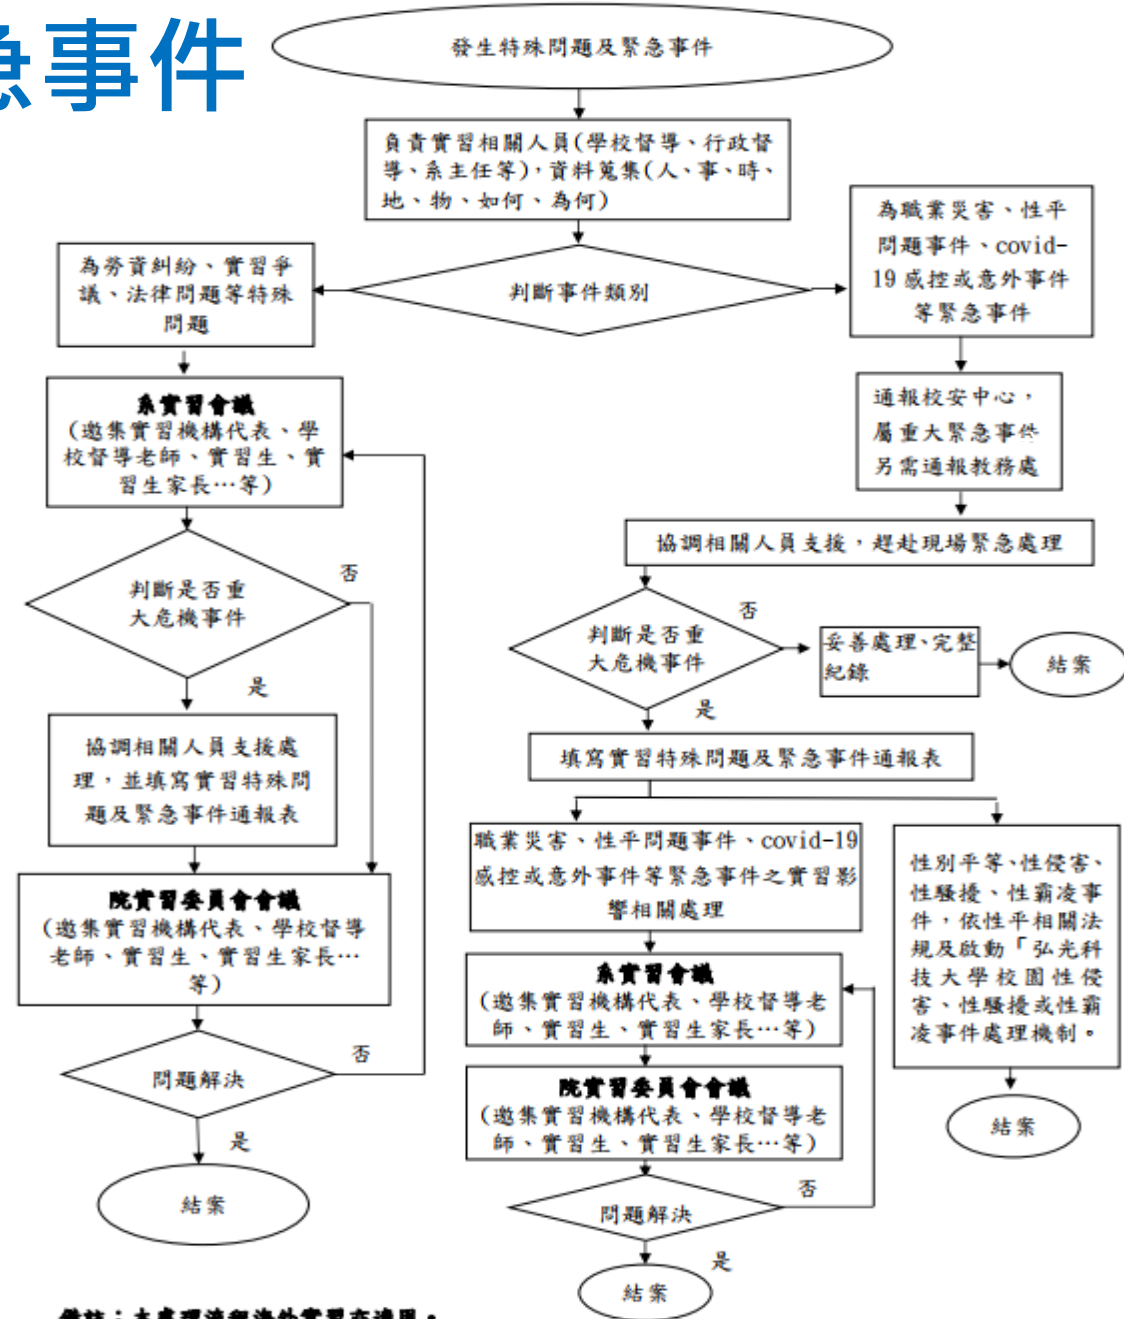 急事件
發生特殊問題及緊急事件
負責實習相關人員(學校督導、行政督
導、系主任等),資料蒐集(人、事、時、
地、物、如何、為何)
判斷事件類別
為勞資糾紛、實習爭
議、法律問題等特殊
問題
系實習會議
(邀集實習機構代表、學
校督導老師、實習生、實
習生家長…等)
判斷是否重
大危機事件
否
是
協調相關人員支援處
理,並填寫實習特殊問
題及緊急事件通報表
院實習委員會會議
(邀集實習機構代表、學校督導
老師、實習生、實習生家長…
等)
問題解決
否
是
結案
為職業災害、性平
問題事件、covid-
19 感控或意外事件
等緊急事件
通報校安中心,
屬重大緊急事件
另需通報教務處
協調相關人員支援,趕赴現場緊急處理
判斷是否重
大危機事件
否
妥善處理、完整
紀錄
結案
是
填寫實習特殊問題及緊急事件通報表
職業災害、性平問題事件、covid-19
感控或意外事件等緊急事件之實習影
響相關處理
系實習會議
(邀集實習機構代表、學校督導老
師、實習生、實習生家長…等)
院實習委員會會議
(邀集實習機構代表、學校督導老
師、實習生、實習生家長…等)
問題解決
否
是
結案
性別平等、性侵害、
性騷擾、性霸凌事
件,依性平相關法
規及啟動「弘光科
技大學校園性侵
害、性騷擾或性霸
凌事件處理機制。
結案
備註:本處理流程海外實習亦適用。